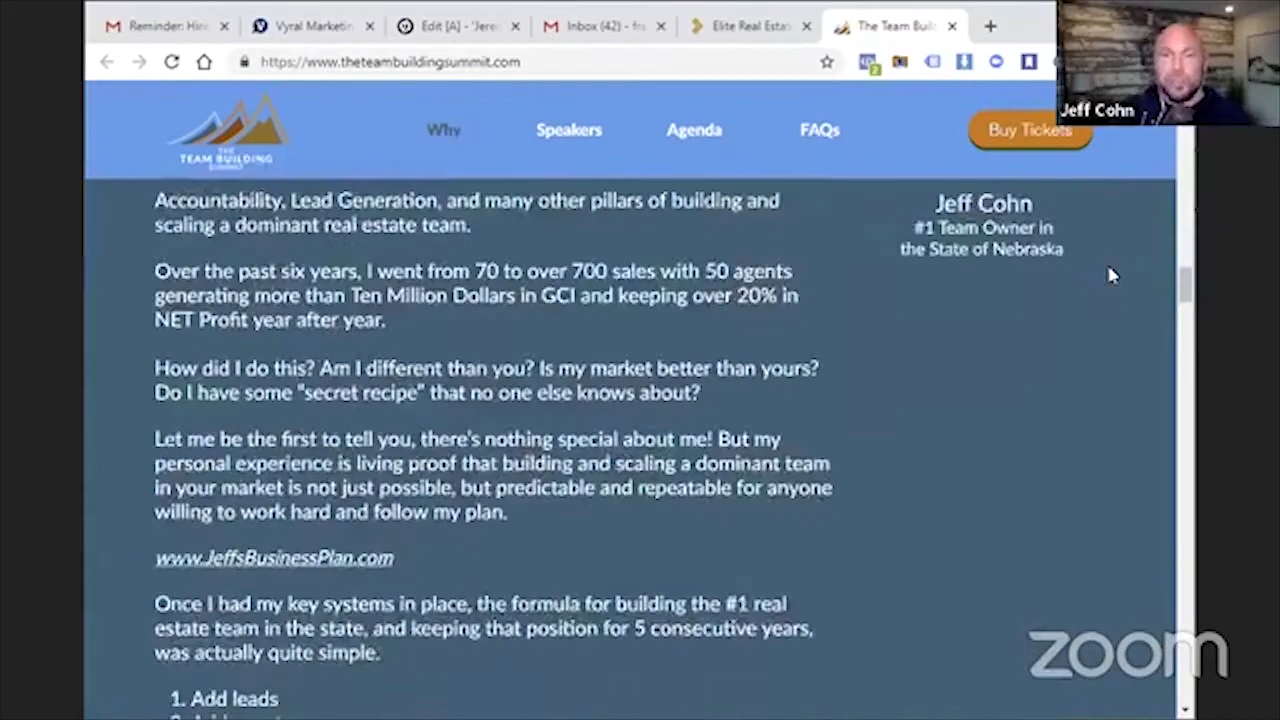 Reminder: Hire
Vyral Marketin
Edit [A] - 'Jere
Inbox (42) - fra
Elite Real Esta
The Team Build
https://www.theteambuildingsummit.com
2
Jeff Cohn
THE
TEAM BUILDING
SUMMIT
Why
Speakers
Agenda
FAQs
Buy Tickets
Accountability, Lead Generation, and many other pillars of building and
scaling a dominant real estate team.
Over the past six years, I went from 70 to over 700 sales with 50 agents
generating more than Ten Million Dollars in GCI and keeping over 20% in
NET Profit year after year.
How did I do this? Am I different than you? Is my market better than yours?
Do I have some “secret recipe” that no one else knows about?
Let me be the first to tell you, there's nothing special about me! But my
personal experience is living proof that building and scaling a dominant team
in your market is not just possible, but predictable and repeatable for anyone
willing to work hard and follow my plan.
www.JeffsBusinessPlan.com
Once I had my key systems in place, the formula for building the #1 real
estate team in the state, and keeping that position for 5 consecutive years,
was actually quite simple.
1. Add leads
Jeff Cohn
#1 Team Owner in
the State of Nebraska
zoom